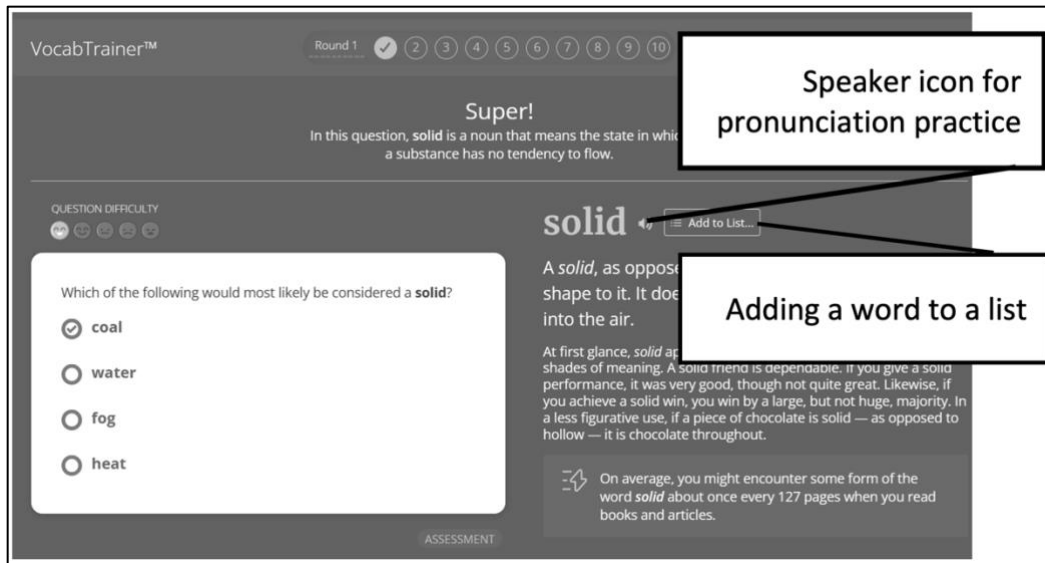 VocabTrainer™
Round 1 2 3 4 5 6 7 8 9 10
Speaker icon for
pronunciation practice
Super!
In this question, solid is a noun that means the state in whic
a substance has no tendency to flow.
QUESTION DIFFICULTY
solid Add to List...
Adding a word to a list
A solid, as oppose
shape to it. It doe
into the air.
Which of the following would most likely be considered a solid?
coal
water
fog
heat
At first glance, solid ap
shades of meaning. A solid friend is dependable. If you give a solid
performance, it was very good, though not quite great. Likewise, if
you achieve a solid win, you win by a large, but not huge, majority. In
a less figurative use, if a piece of chocolate is solid — as opposed to
hollow — it is chocolate throughout.
On average, you might encounter some form of the
word solid about once every 127 pages when you read
books and articles.
ASSESSMENT